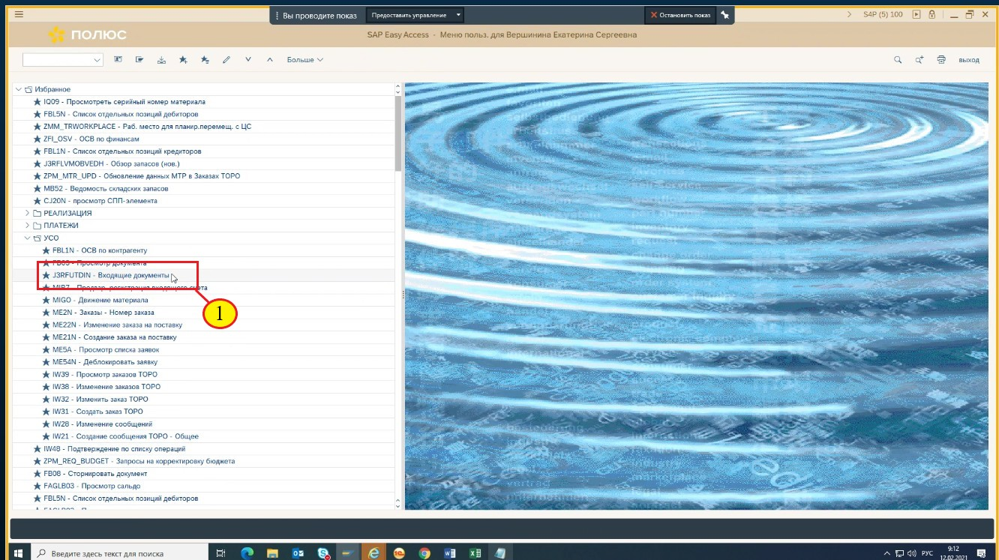 Вы проводите показ
Предоставить управление
Остановить показ
S4P (5) 100
ПОЛЮС
SAP Easy Access - Меню польз. для Вершинина Екатерина Сергеевна
Больше
выход
Избранное
IQ09 - Просмотреть серийный номер материала
FBL5N - Список отдельных позиций дебиторов
ZMM_TRWORKPLACE - Раб. место для планир.перемещ. с ЦС
ZFI_OSV - ОСВ по финансам
FBL1N - Список отдельных позиций кредиторов
J3RFLVMOBVEDH - Обзор запасов (нов.)
ZPM_MTR_UPD - Обновление данных МТР в Заказах ТОРО
MB52 - Ведомость складских запасов
CJ20N - просмотр СПП-элемента
РЕАЛИЗАЦИЯ
ПЛАТЕЖИ
УСО
FBL1N - ОСВ по контрагенту
FB03 - Просмотр документа
J3RFUTDIN - Входящие документы
MIR7 - Предвар. регистрация входящего счета
1
MIGO - Движение материала
ME2N - Заказы - Номер заказа
ME22N - Изменение заказа на поставку
ME21N - Создание заказа на поставку
ME5A - Просмотр списка заявок
ME54N - Деблокировать заявку
IW39 - Просмотр заказов ТОРО
IW38 - Изменение заказов ТОРО
IW32 - Изменить заказ ТОРО
IW31 - Создать заказ ТОРО
IW28 - Изменение сообщений
IW21 - Создание сообщения ТОРО - Общее
IW48 - Подтверждение по списку операций
ZPM_REQ_BUDGET - Запросы на корректировку бюджета
FB08 - Сторнировать документ
FAGLB03 - Просмотр сальдо
FBL5N - Список отдельных позиций дебиторов
international
industry
marketplace
Введите здесь текст для поиска
РУС
9:12
12.02.2021